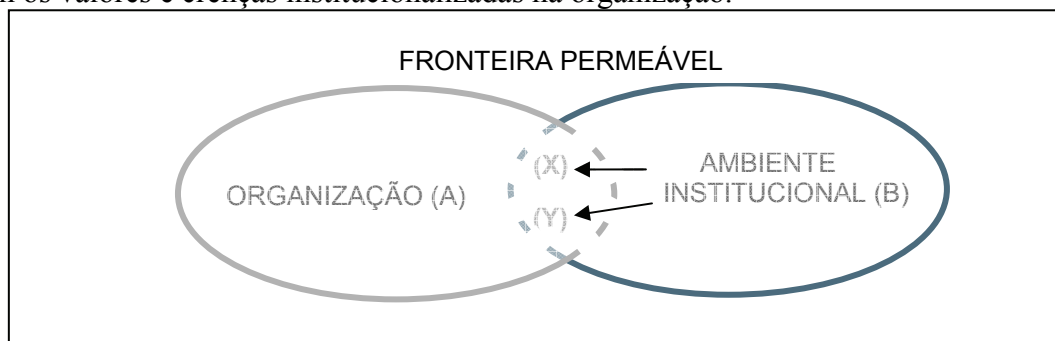 os valores e crenças institucionalizadas na organização.
FRONTEIRA PERMEÁVEL
ORGANIZAÇÃO (A)
(X)
(Y)
AMBIENTE
INSTITUCIONAL (B)